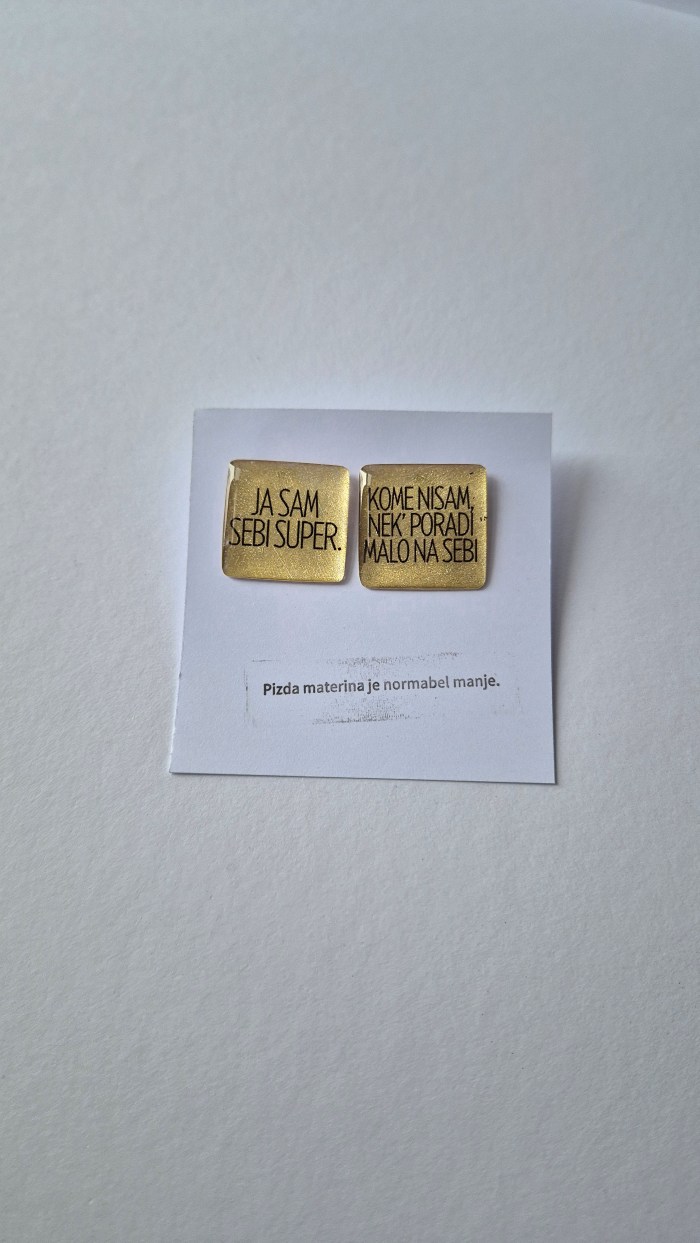 JA SAM
SEBI SUPER.
KOME NISAM,
NEK' PORADI
MALO NA SEBI
Pizda materina je normabel manje.